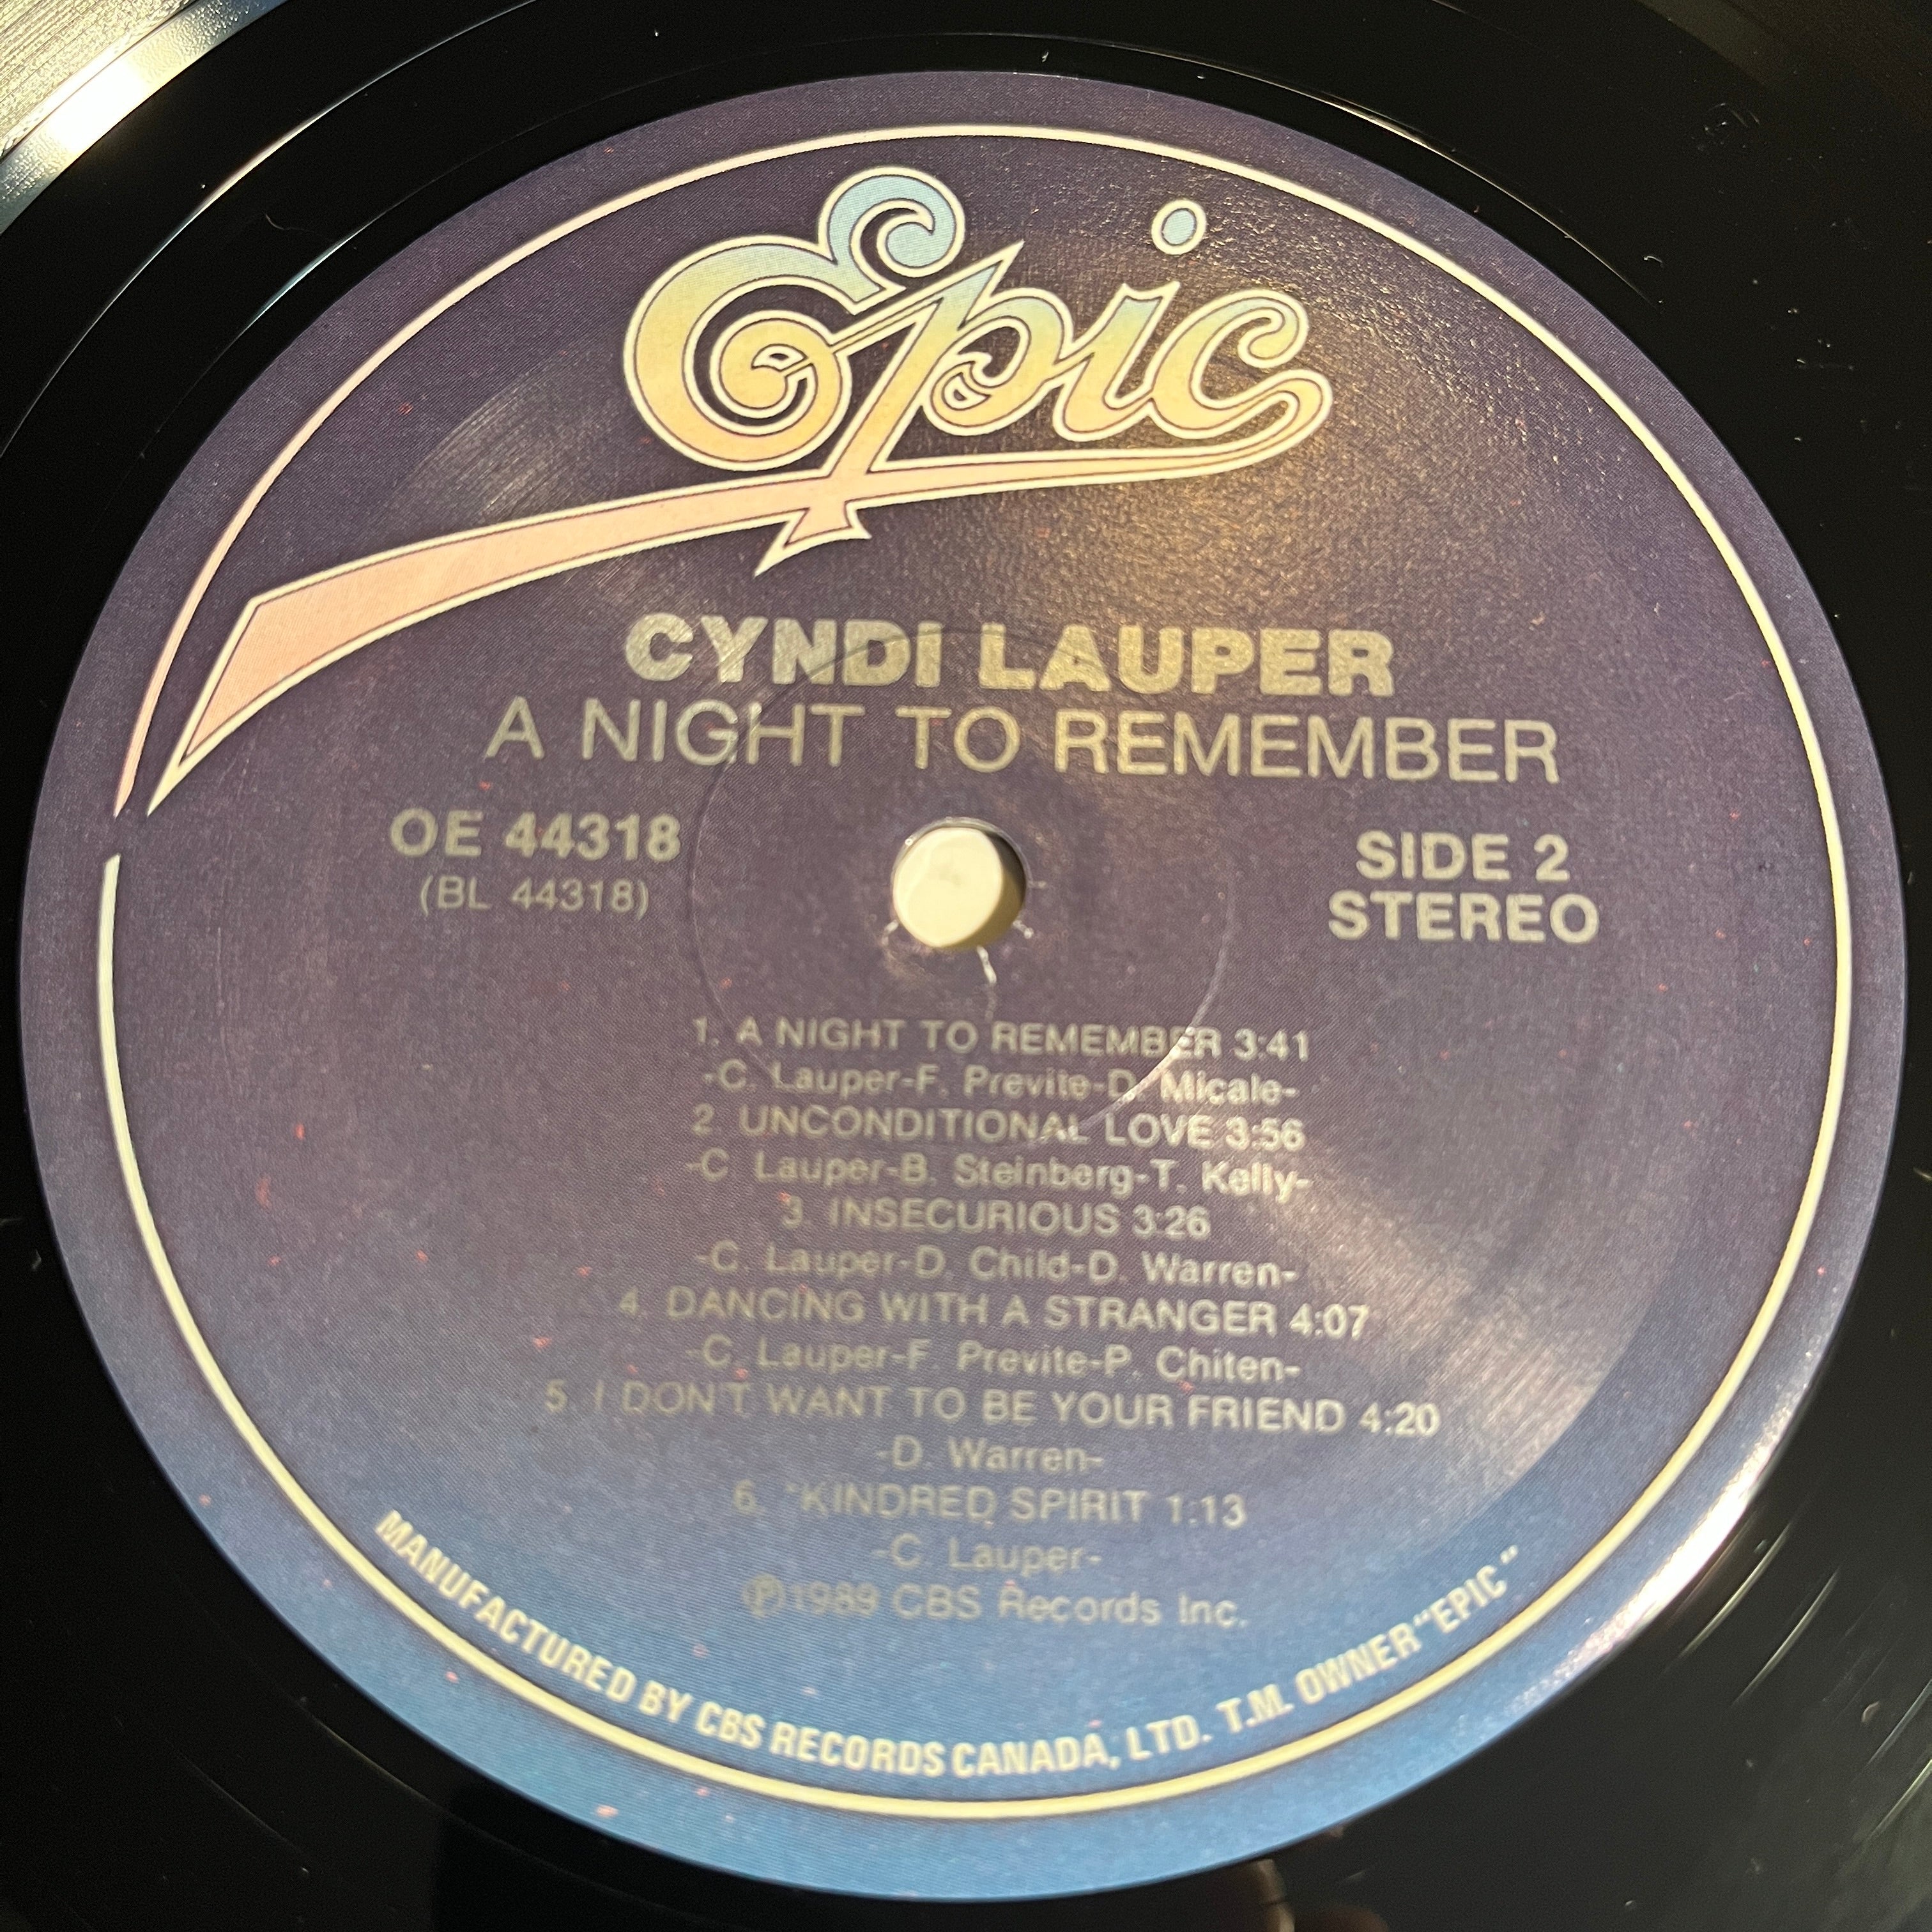 Epic
CYNDI LAUPER
A NIGHT TO REMEMBER
OE 44318
(BL 44318)
SIDE 2
STEREO
1. A NIGHT TO REMEMBER 3:41
-C. Lauper-F. Previte-D. Micale-
2. UNCONDITIONAL LOVE 3:56
-C Lauper-B. Steinberg-T. Kelly-
3. INSECURIOUS 3:26
-C. Lauper-D. Child-D. Warren-
4. DANCING WITH A STRANGER 4:07
-C. Lauper-F. Previte-P. Chiten-
5. I DON'T WANT TO BE YOUR FRIEND 4:20
-D. Warren-
6. "KINDRED SPIRIT 1:13
-C. Lauper-
℗1989 CBS Records Inc.
MANUFACTURED BY CBS RECORDS CANADA, LTD. T.M. OWNER "EPIC"